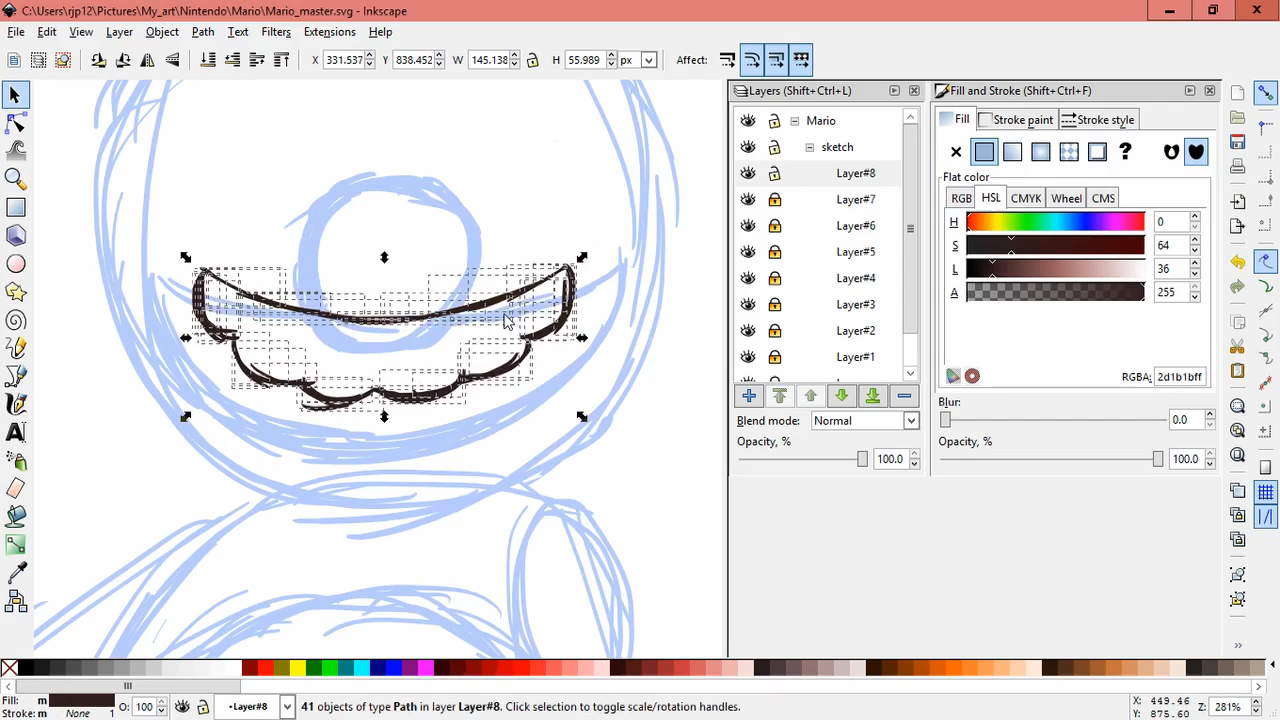 C:\Users\rjp12\Pictures\My_art\Nintendo\Mario\Mario_master.svg - Inkscape
File Edit View Layer Object Path Text Filters Extensions Help
X 331.537 Y 838.452 W 145.138 H 55.989 px Affect:
Layers (Shift+Ctrl+L)
Mario
sketch
Layer#8
Layer#7
Layer#6
Layer#5
Layer#4
Layer#3
Layer#2
Layer#1
Blend mode: Normal
Opacity, % 100.0
Fill and Stroke (Shift+Ctrl+F)
Fill Stroke paint Stroke style
Flat color
RGB HSL CMYK Wheel CMS
H 0
S 64
L 36
A 255
RGBA: 2d1b1bff
Blur:
0.0
Opacity, %
100.0
Fill: m O: 100 •Layer#8 41 objects of type Path in layer Layer#8. Click selection to toggle scale/rotation handles. X: 449.46 Z: 281%
Stroke: m None 1 Y: 875.60